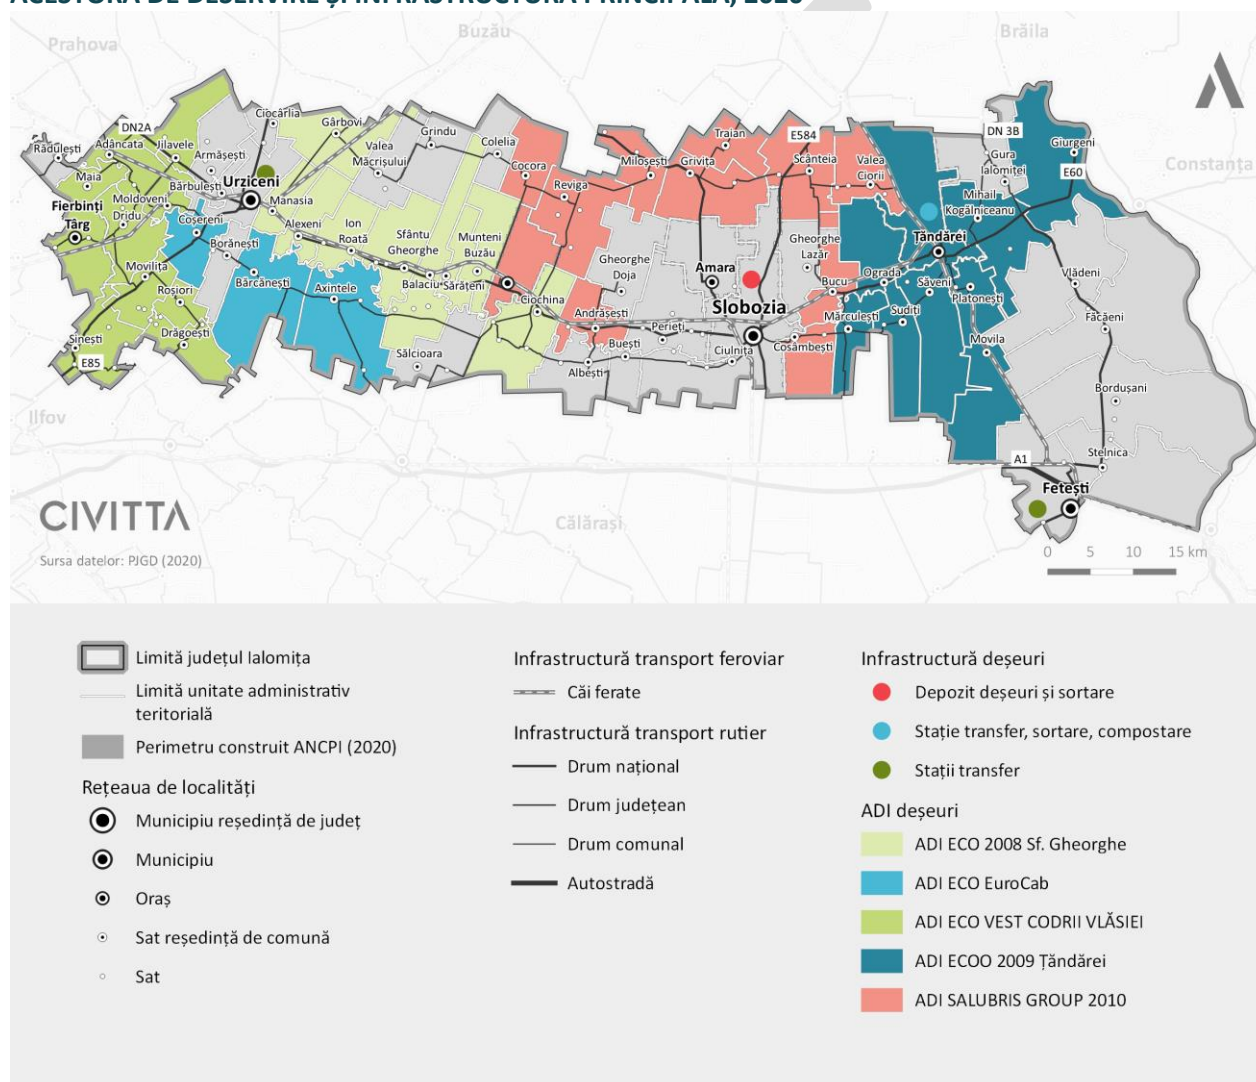 ACESTORA DE DESERVIRE ȘI INFRASTRUCTURA PRINCIPALĂ, 2020
Prahova
Buzău
Brăila
Constanța
Ilfov
Călărași
DN2A
E584
DN 3B
E60
E85
A1
Rădulești
Adâncata
Jilavele
Armășești
Ciocârlia
Gârbovi
Valea
Măcrișului
Grindu
Colelia
Cocora
Reviga
Miloșești
Grivița
Traian
Scânteia
Valea
Ciorii
Gura
Ialomiței
Giurgeni
Mihail
Kogălniceanu
Maia
Moldoveni
Bărbulești
Urziceni
Manasia
Fierbinți
Târg
Dridu
Coșereni
Alexeni
Ion
Roată
Sfântu
Gheorghe
Munteni
Buzău
Borănești
Movilița
Bărcănești
Axintele
Balaciu
Sărățeni
Ciochina
Roșiori
Drăgoești
Sinești
Sălcioara
Gheorghe
Doja
Andrășești
Perieți
Buești
Albești
Amara
Slobozia
Ciulnița
Cosâmbești
Gheorghe
Lazăr
Bucu
Ograda
Mărculești
Sudiți
Săveni
Platonești
Țăndărei
Movila
Vlădeni
Făcăeni
Bordușani
Stelnica
Fetești
CIVITTA
Sursa datelor: PJGD (2020)
0 5 10 15 km
Limită județul Ialomița
Limită unitate administrativ
teritorială
Perimetru construit ANCPI (2020)
Rețeaua de localități
Municipiu reședință de județ
Municipiu
Oraș
Sat reședință de comună
Sat
Infrastructură transport feroviar
Căi ferate
Infrastructură transport rutier
Drum național
Drum județean
Drum comunal
Autostradă
Infrastructură deșeuri
Depozit deșeuri și sortare
Stație transfer, sortare, compostare
Stații transfer
ADI deșeuri
ADI ECO 2008 Sf. Gheorghe
ADI ECO EuroCab
ADI ECO VEST CODRII VLĂSIEI
ADI ECOO 2009 Țăndărei
ADI SALUBRIS GROUP 2010